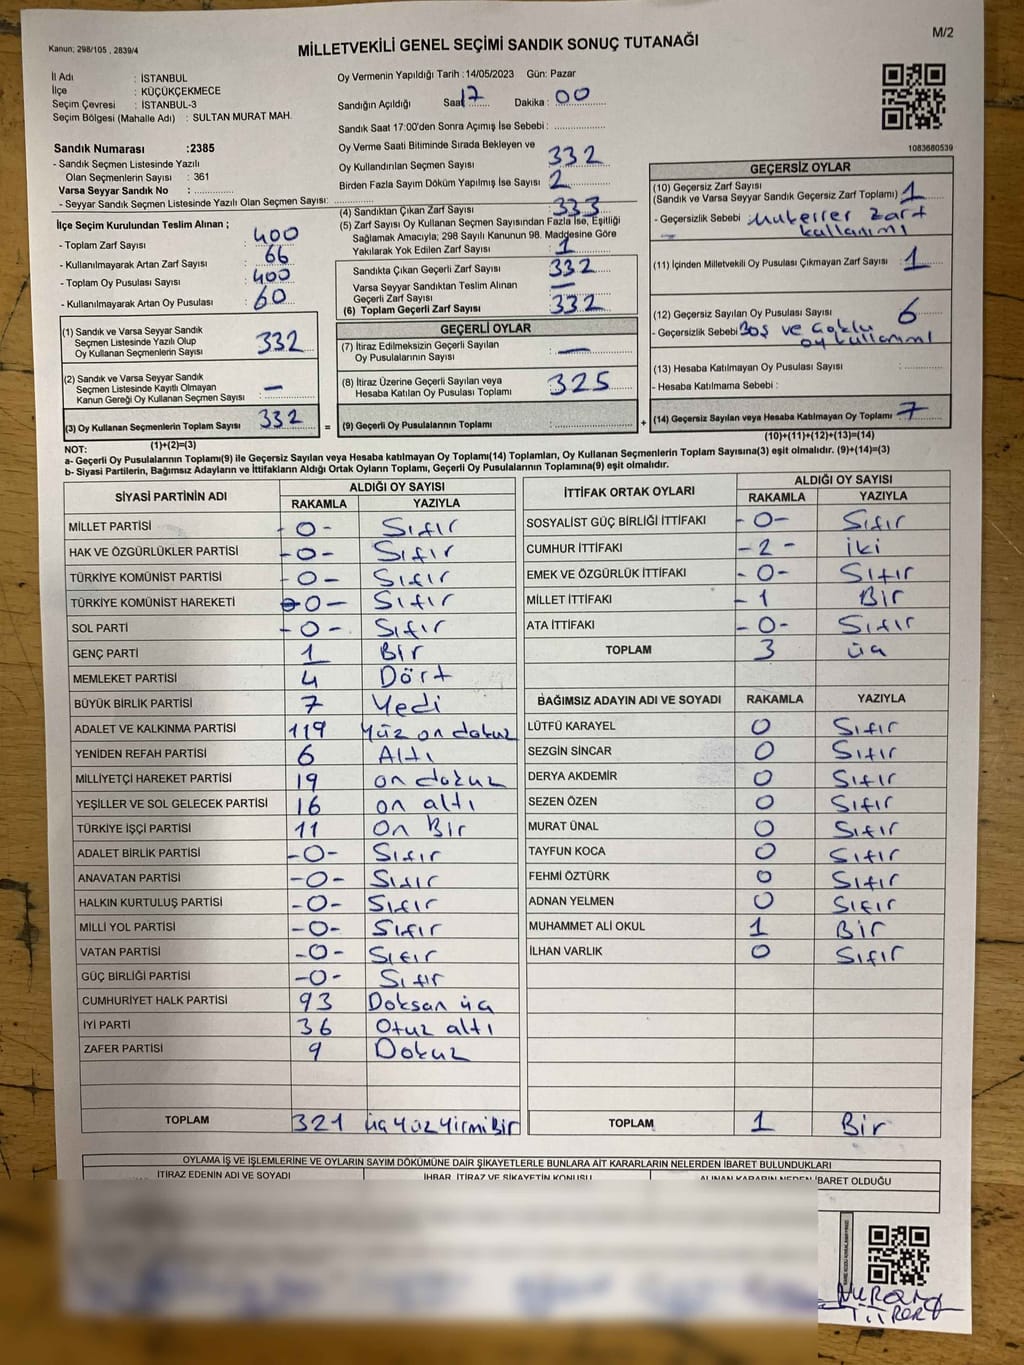 M/2
Kanun; 298/105 , 2839/4
MİLLETVEKİLİ GENEL SEÇİMİ SANDIK SONUÇ TUTANAĞI
İl Adı : İSTANBUL
İlçe : KÜÇÜKÇEKMECE
Seçim Çevresi : İSTANBUL-3
Seçim Bölgesi (Mahalle Adı) : SULTAN MURAT MAH.
Oy Vermenin Yapıldığı Tarih :14/05/2023 Gün: Pazar
Sandığın Açıldığı Saat 17 Dakika : 00
Sandık Saat 17:00'den Sonra Açımış İse Sebebi :
1083680539
Sandık Numarası :2385
- Sandık Seçmen Listesinde Yazılı
Olan Seçmenlerin Sayısı : 361
Varsa Seyyar Sandık No :
- Seyyar Sandık Seçmen Listesinde Yazılı Olan Seçmen Sayısı:
Oy Verme Saati Bitiminde Sırada Bekleyen ve
Oy Kullandırılan Seçmen Sayısı 332
Birden Fazla Sayım Döküm Yapılmış İse Sayısı 2
İlçe Seçim Kurulundan Teslim Alınan ;
- Toplam Zarf Sayısı : 400
- Kullanılmayarak Artan Zarf Sayısı : 66
- Toplam Oy Pusulası Sayısı : 400
- Kullanılmayarak Artan Oy Pusulası : 60
(4) Sandıktan Çıkan Zarf Sayısı : 333
(5) Zarf Sayısı Oy Kullanan Seçmen Sayısından Fazla İse, Eşitliği
Sağlamak Amacıyla; 298 Sayılı Kanunun 98. Maddesine Göre
Yakılarak Yok Edilen Zarf Sayısı : 1
Sandıkta Çıkan Geçerli Zarf Sayısı : 332
Varsa Seyyar Sandıktan Teslim Alınan
Geçerli Zarf Sayısı : —
(6) Toplam Geçerli Zarf Sayısı : 332
GEÇERSİZ OYLAR
(10) Geçersiz Zarf Sayısı
(Sandık ve Varsa Seyyar Sandık Geçersiz Zarf Toplamı) : 1
- Geçersizlik Sebebi : mükerrer zarf
kullanımı
(11) İçinden Milletvekili Oy Pusulası Çıkmayan Zarf Sayısı : 1
(12) Geçersiz Sayılan Oy Pusulası Sayısı : 6
- Geçersizlik Sebebi : Boş ve çoklu
oy kullanımı
(13) Hesaba Katılmayan Oy Pusulası Sayısı :
- Hesaba Katılmama Sebebi :
(14) Geçersiz Sayılan veya Hesaba Katılmayan Oy Toplamı : 7
(10)+(11)+(12)+(13)=(14)
(1) Sandık ve Varsa Seyyar Sandık
Seçmen Listesinde Yazılı Olup
Oy Kullanan Seçmenlerin Sayısı : 332
(2) Sandık ve Varsa Seyyar Sandık
Seçmen Listesinde Kayıtlı Olmayan
Kanun Gereği Oy Kullanan Seçmen Sayısı : —
(3) Oy Kullanan Seçmenlerin Toplam Sayısı : 332
(1)+(2)=(3)
GEÇERLİ OYLAR
(7) İtiraz Edilmeksizin Geçerli Sayılan
Oy Pusulalarının Sayısı : —
(8) İtiraz Üzerine Geçerli Sayılan veya
Hesaba Katılan Oy Pusulası Toplamı : 325
= (9) Geçerli Oy Pusulalarının Toplamı : +
NOT:
a- Geçerli Oy Pusulalarının Toplamı(9) ile Geçersiz Sayılan veya Hesaba katılmayan Oy Toplamı(14) Toplamları, Oy Kullanan Seçmenlerin Toplam Sayısına(3) eşit olmalıdır. (9)+(14)=(3)
b- Siyasi Partilerin, Bağımsız Adayların ve İttifakların Aldığı Ortak Oyların Toplamı, Geçerli Oy Pusulalarının Toplamına(9) eşit olmalıdır.
SİYASİ PARTİNİN ADI ALDIĞI OY SAYISI
RAKAMLA YAZIYLA
MİLLET PARTİSİ - 0 - Sıfır
HAK VE ÖZGÜRLÜKLER PARTİSİ - 0 - Sıfır
TÜRKİYE KOMÜNİST PARTİSİ - 0 - Sıfır
TÜRKİYE KOMÜNİST HAREKETİ - 0 - Sıfır
SOL PARTİ - 0 - Sıfır
GENÇ PARTİ 1 Bir
MEMLEKET PARTİSİ 4 Dört
BÜYÜK BİRLİK PARTİSİ 7 Yedi
ADALET VE KALKINMA PARTİSİ 119 yüz on dokuz
YENİDEN REFAH PARTİSİ 6 Altı
MİLLİYETÇİ HAREKET PARTİSİ 19 on dokuz
YEŞİLLER VE SOL GELECEK PARTİSİ 16 on altı
TÜRKİYE İŞÇİ PARTİSİ 11 On Bir
ADALET BİRLİK PARTİSİ - 0 - Sıfır
ANAVATAN PARTİSİ - 0 - Sıfır
HALKIN KURTULUŞ PARTİSİ - 0 - Sıfır
MİLLİ YOL PARTİSİ - 0 - Sıfır
VATAN PARTİSİ - 0 - Sıfır
GÜÇ BİRLİĞİ PARTİSİ - 0 - Sıfır
CUMHURİYET HALK PARTİSİ 93 Doksan üç
İYİ PARTİ 36 Otuz altı
ZAFER PARTİSİ 9 Dokuz
TOPLAM 321 üç yüz yirmi Bir
İTTİFAK ORTAK OYLARI ALDIĞI OY SAYISI
RAKAMLA YAZIYLA
SOSYALİST GÜÇ BİRLİĞİ İTTİFAKI - 0 - Sıfır
CUMHUR İTTİFAKI - 2 - iki
EMEK VE ÖZGÜRLÜK İTTİFAKI - 0 - Sıfır
MİLLET İTTİFAKI - 1 Bir
ATA İTTİFAKI - 0 - Sıfır
TOPLAM 3 üç
BAĞIMSIZ ADAYIN ADI VE SOYADI RAKAMLA YAZIYLA
LÜTFÜ KARAYEL 0 Sıfır
SEZGİN SİNCAR 0 Sıfır
DERYA AKDEMİR 0 Sıfır
SEZEN ÖZEN 0 Sıfır
MURAT ÜNAL 0 Sıfır
TAYFUN KOCA 0 Sıfır
FEHMİ ÖZTÜRK 0 Sıfır
ADNAN YELMEN 0 Sıfır
MUHAMMET ALİ OKUL 1 Bir
İLHAN VARLIK 0 Sıfır
TOPLAM 1 Bir
OYLAMA İŞ VE İŞLEMLERİNE VE OYLARIN SAYIM DÖKÜMÜNE DAİR ŞİKAYETLERLE BUNLARA AİT KARARLARIN NELERDEN İBARET BULUNDUKLARI
İTİRAZ EDENİN ADI VE SOYADI İHBAR, İTİRAZ VE ŞİKAYETİN KONUSU ALINAN KARARIN NEDEN İBARET OLDUĞU